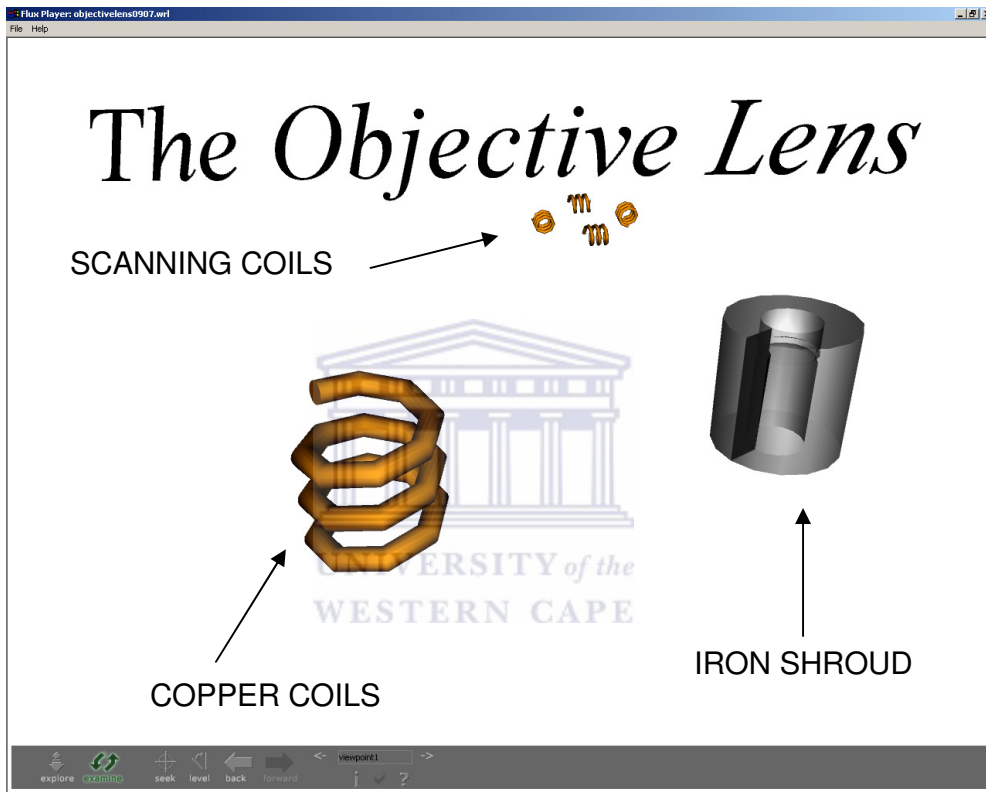 Flux Player: objectivelens0907.wrl
File Help
The Objective Lens
SCANNING COILS
UNIVERSITY of the
WESTERN CAPE
IRON SHROUD
COPPER COILS
explore examine seek level back forward <- viewpoint1 ->
i ?